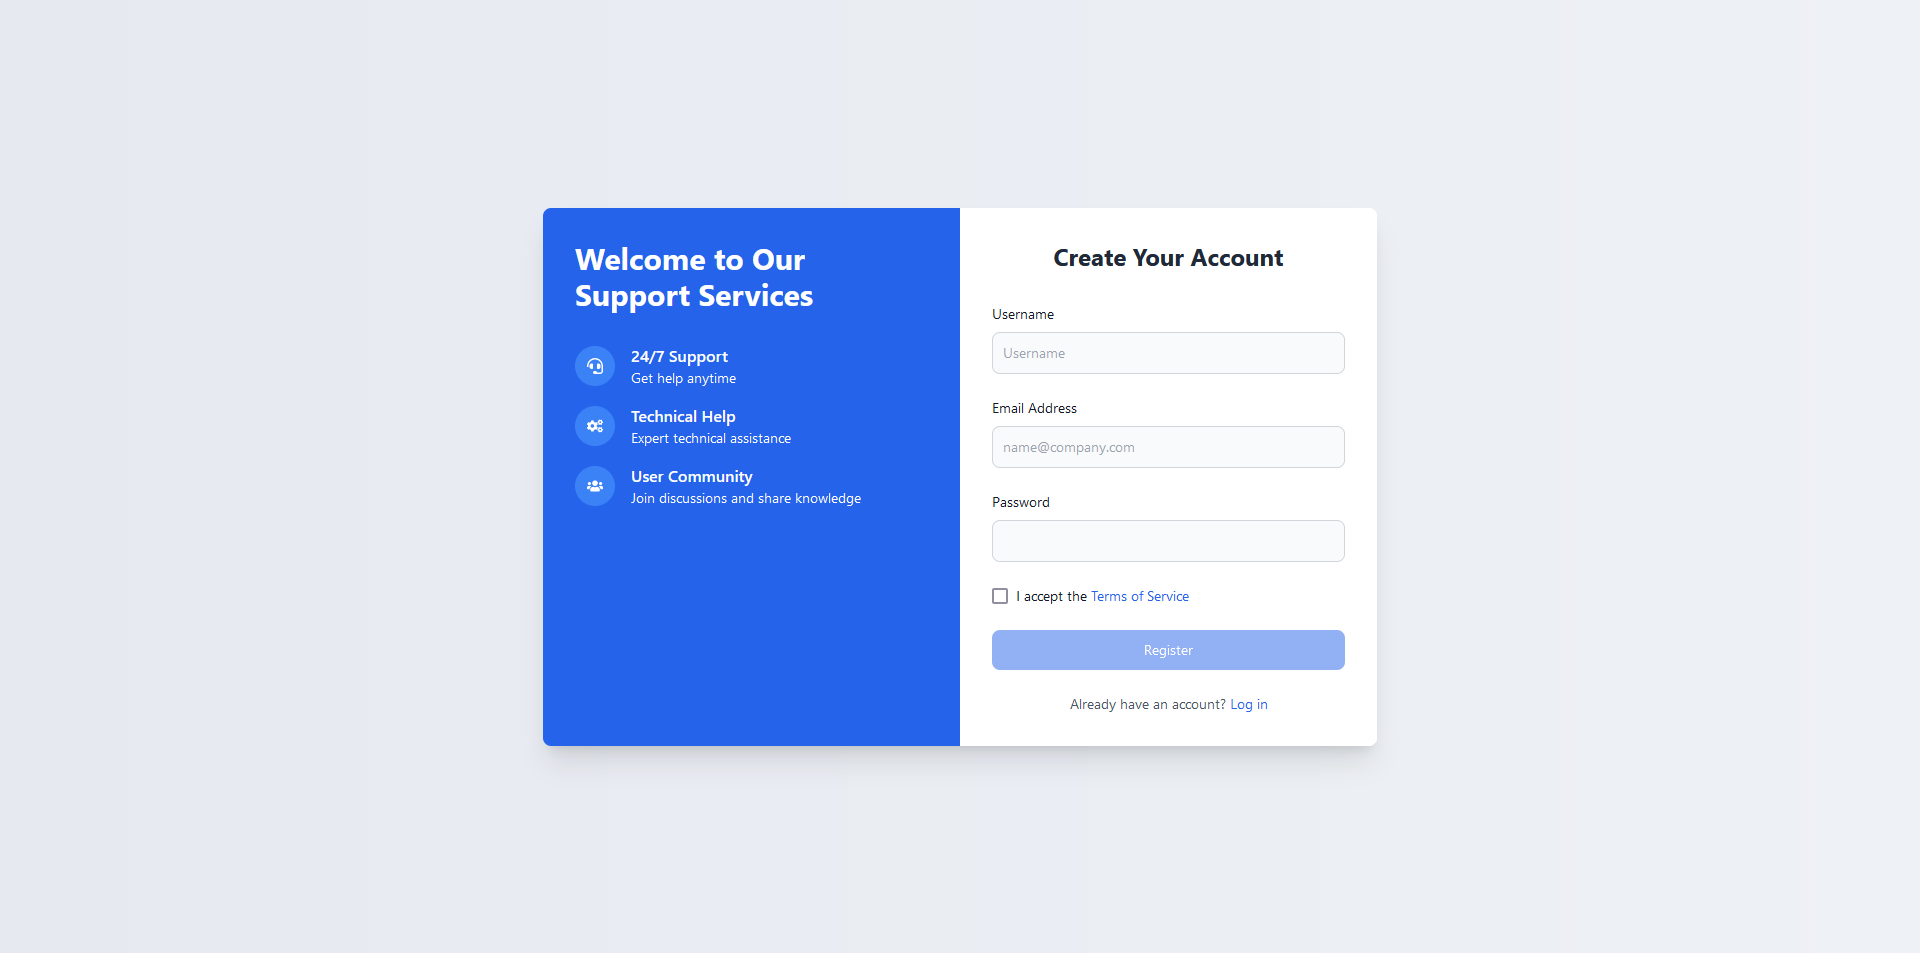 Welcome to Our
Support Services
24/7 Support
Get help anytime
Technical Help
Expert technical assistance
User Community
Join discussions and share knowledge
Create Your Account
Username
Username
Email Address
name@company.com
Password
I accept the Terms of Service
Register
Already have an account? Log in